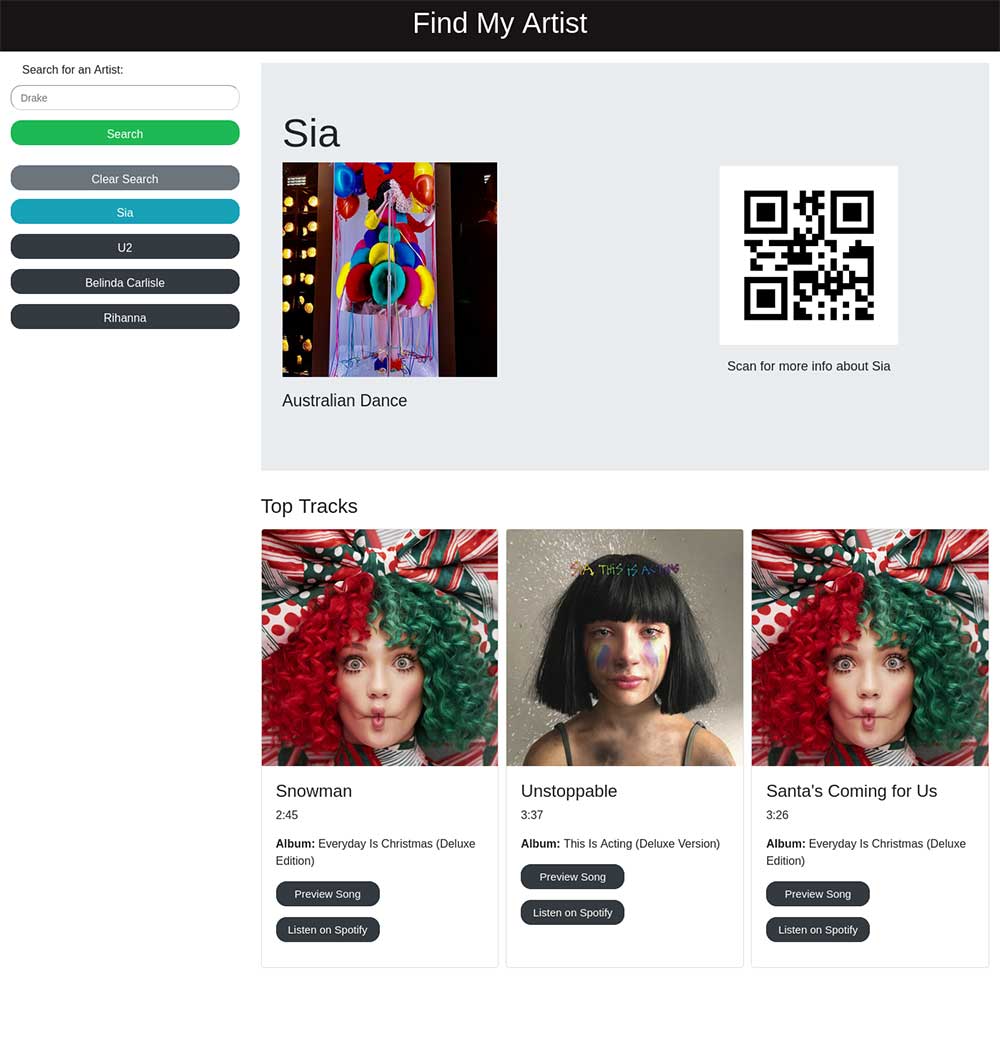 Find My Artist
Search for an Artist:
Drake
Search
Clear Search
Sia
U2
Belinda Carlisle
Rihanna
Sia
Australian Dance
Scan for more info about Sia
Top Tracks
SIA THIS IS ACTING
Snowman
2:45
Album: Everyday Is Christmas (Deluxe
Edition)
Preview Song
Listen on Spotify
Unstoppable
3:37
Album: This Is Acting (Deluxe Version)
Preview Song
Listen on Spotify
Santa's Coming for Us
3:26
Album: Everyday Is Christmas (Deluxe
Edition)
Preview Song
Listen on Spotify